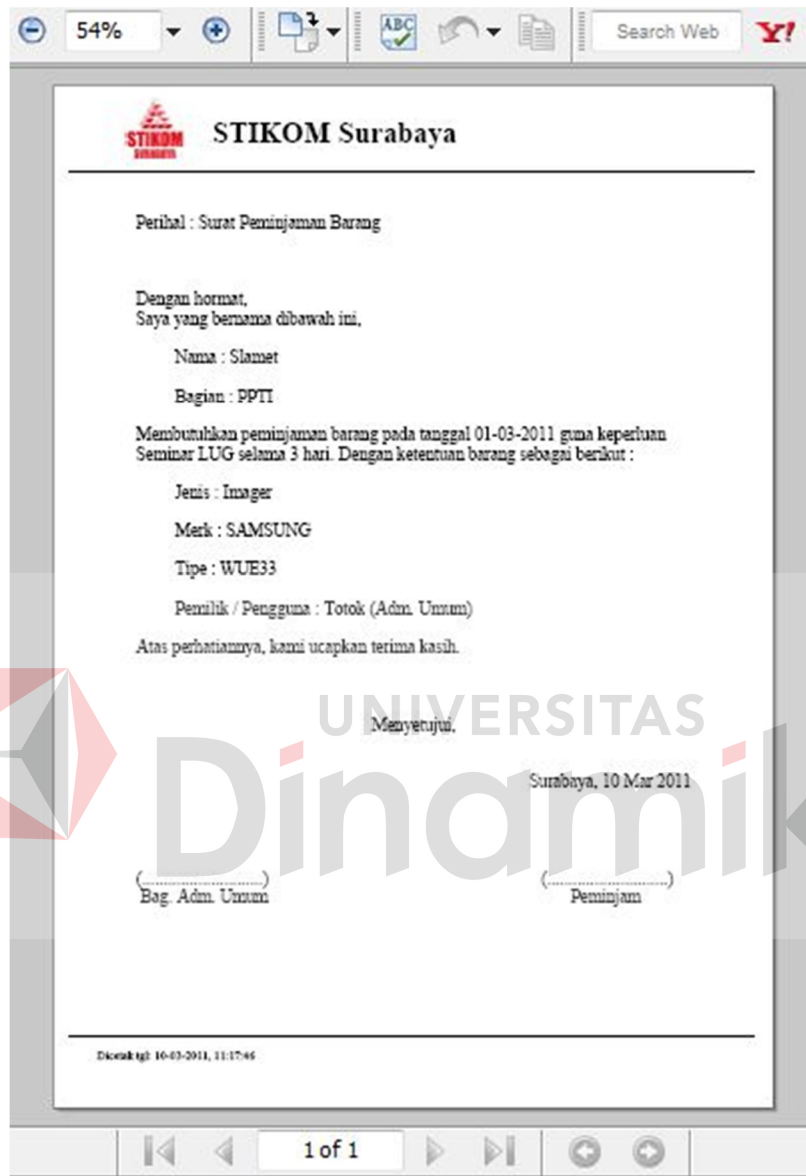 54%
ABC
Search Web
Y!
STIKOM
SURABAYA
STIKOM Surabaya
Perihal : Surat Peminjaman Barang
Dengan hormat,
Saya yang bernama dibawah ini,
Nama : Slamet
Bagian : PPTI
Membutuhkan peminjaman barang pada tanggal 01-03-2011 guna keperluan
Seminar LUG selama 3 hari. Dengan ketentuan barang sebagai berikut :
Jenis : Imager
Merk : SAMSUNG
Tipe : WUE33
Pemilik / Pengguna : Totok (Adm. Umum)
Atas perhatiannya, kami ucapkan terima kasih.
UNIVERSITAS
Menyetujui,
Dinamik
Surabaya, 10 Mar 2011
(........................) (........................)
Bag. Adm. Umum Peminjam
Dicetak tgl: 10-03-2011, 11:17:46
1 of 1